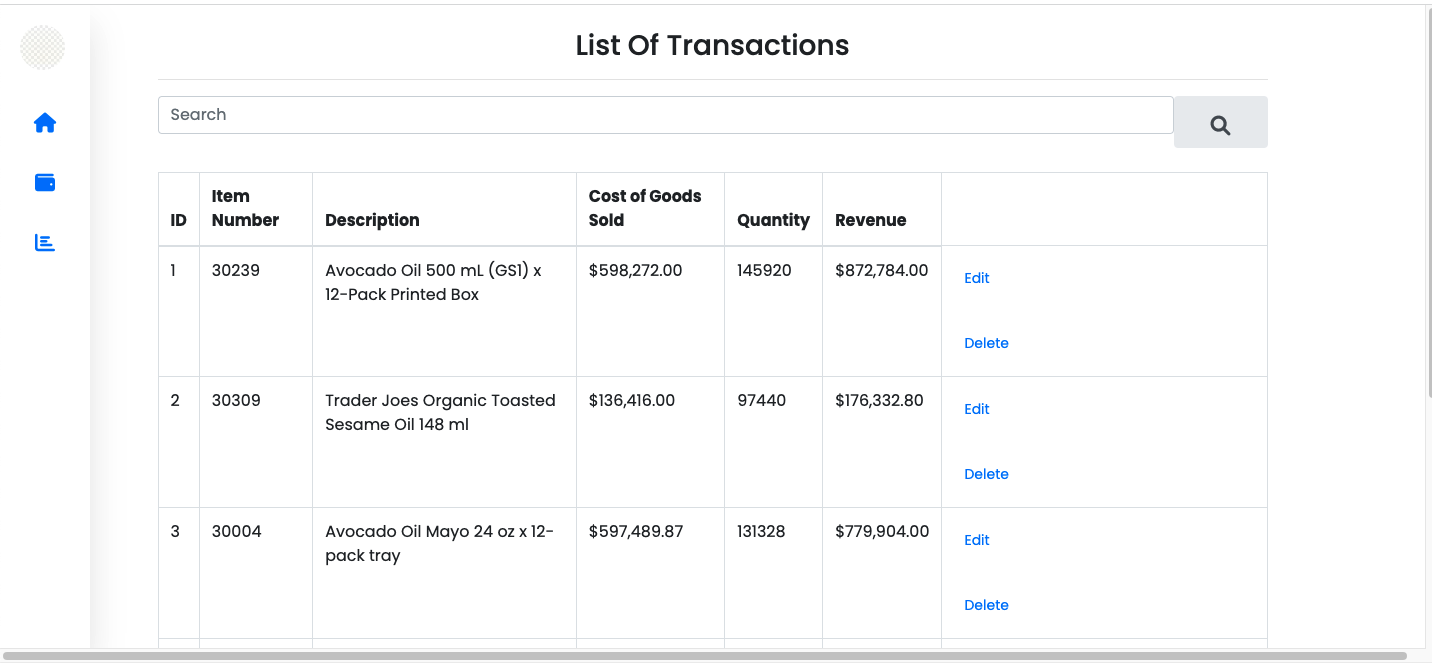 List Of Transactions
Search
ID
Item
Number
Description
Cost of Goods
Sold
Quantity
Revenue
1
30239
Avocado Oil 500 mL (GS1) x
12-Pack Printed Box
$598,272.00
145920
$872,784.00
Edit
Delete
2
30309
Trader Joes Organic Toasted
Sesame Oil 148 ml
$136,416.00
97440
$176,332.80
Edit
Delete
3
30004
Avocado Oil Mayo 24 oz x 12-
pack tray
$597,489.87
131328
$779,904.00
Edit
Delete